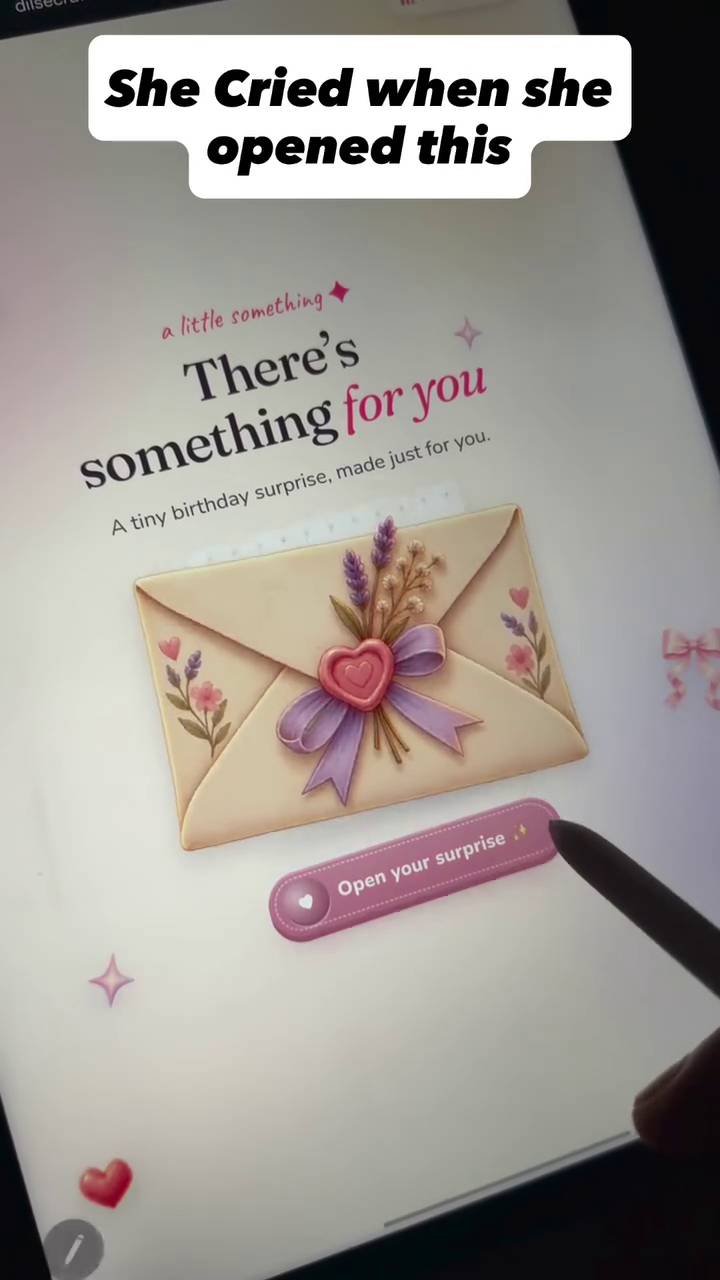 She Cried when she
opened this
a little something
There's
something for you
A tiny birthday surprise, made just for you.
Open your surprise ✨